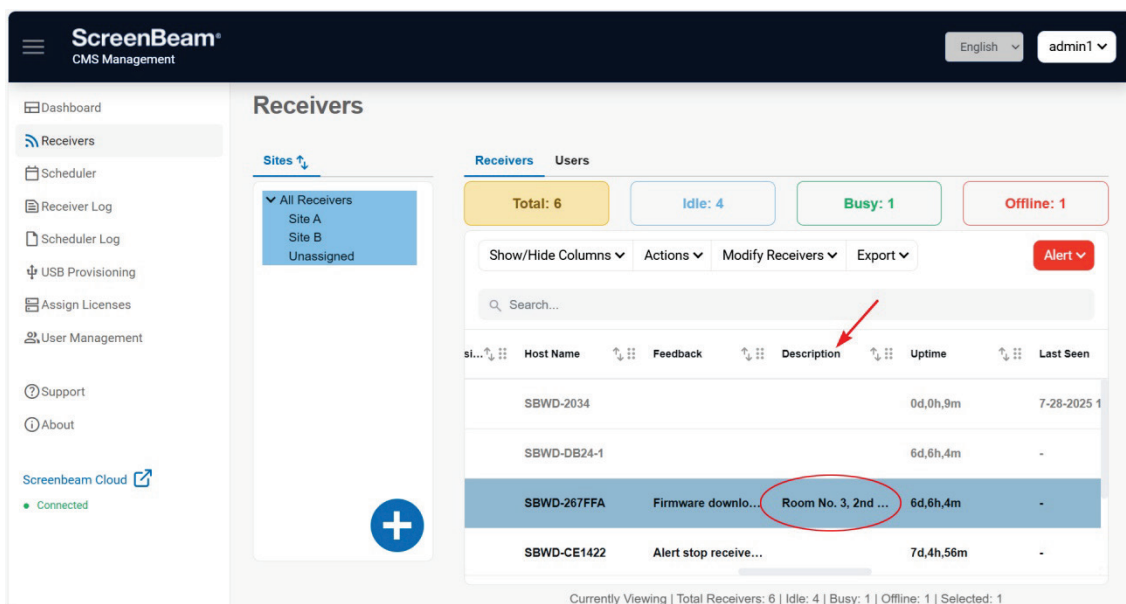 ScreenBeam®
CMS Management
English
admin1
Dashboard
Receivers
Scheduler
Receiver Log
Scheduler Log
USB Provisioning
Assign Licenses
User Management
Support
About
Screenbeam Cloud
Connected
Receivers
Sites
All Receivers
Site A
Site B
Unassigned
Receivers Users
Total: 6 Idle: 4 Busy: 1 Offline: 1
Show/Hide Columns Actions Modify Receivers Export Alert
Search...
si... Host Name Feedback Description Uptime Last Seen
SBWD-2034 0d,0h,9m 7-28-2025 1
SBWD-DB24-1 6d,6h,4m -
SBWD-267FFA Firmware downlo... Room No. 3, 2nd ... 6d,6h,4m -
SBWD-CE1422 Alert stop receive... 7d,4h,56m -
Currently Viewing | Total Receivers: 6 | Idle: 4 | Busy: 1 | Offline: 1 | Selected: 1